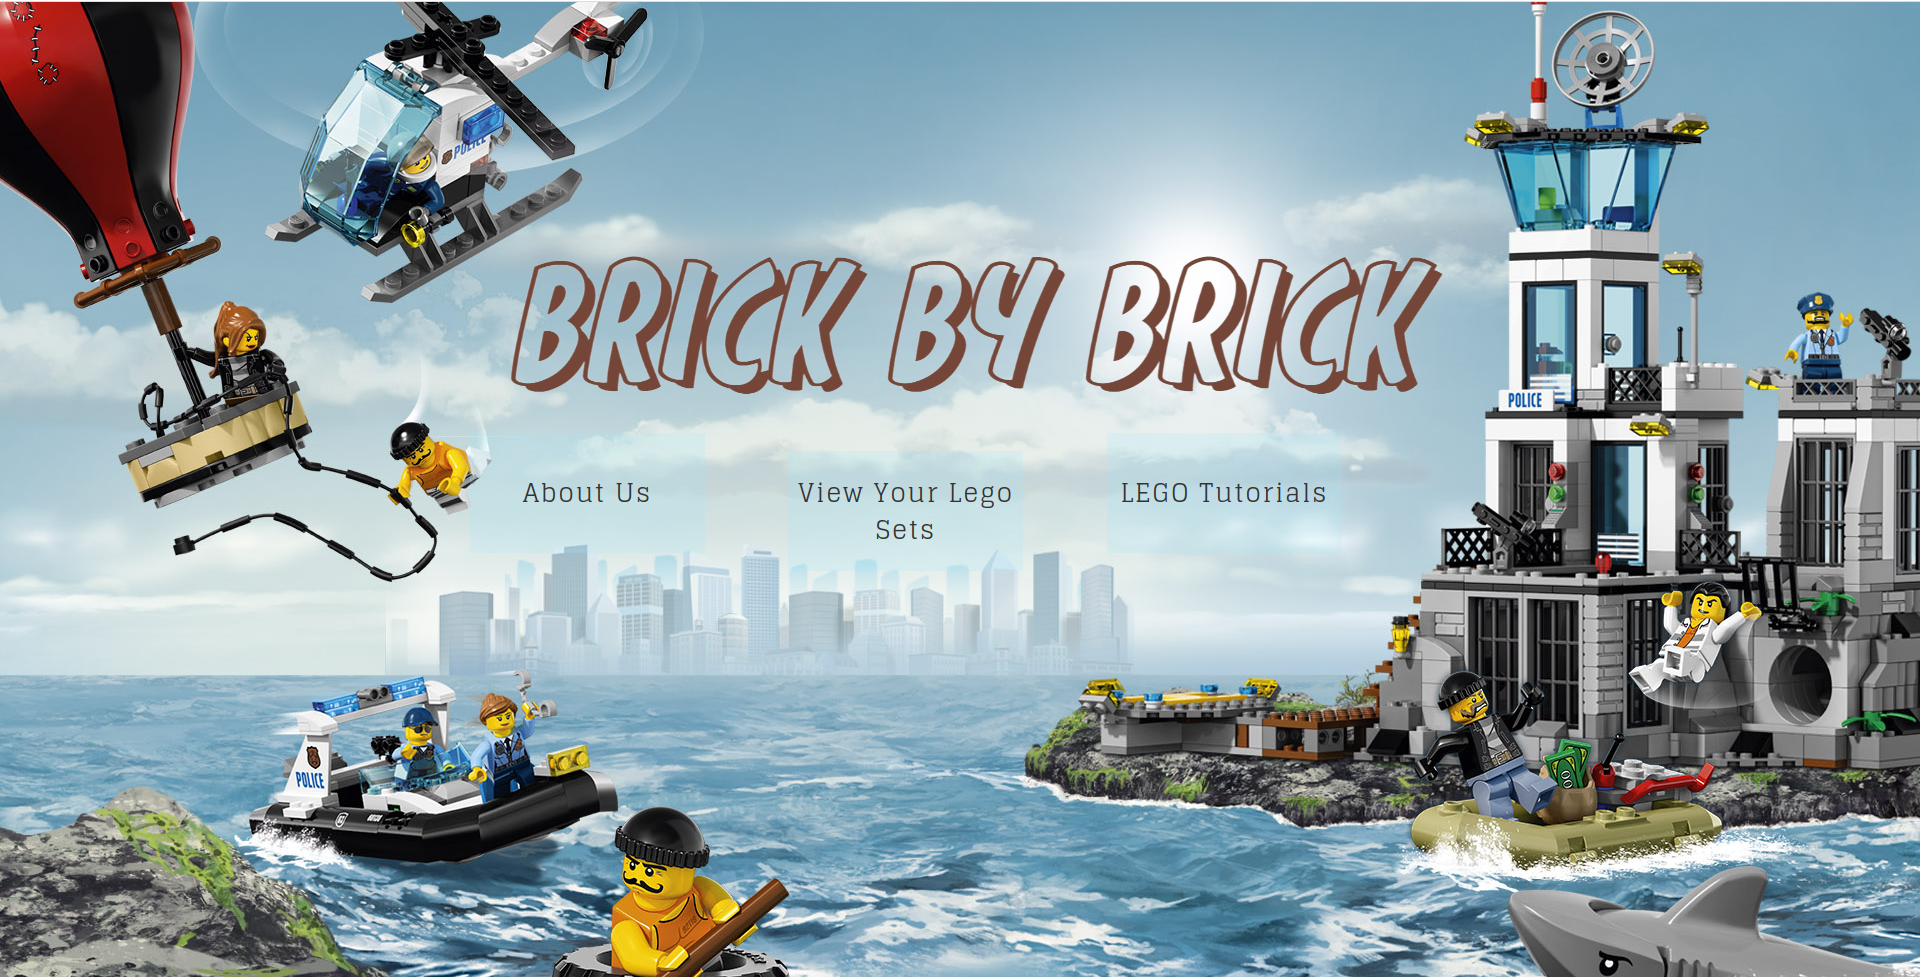 POLICE
BRICK BY BRICK
POLICE
About Us
View Your Lego
Sets
LEGO Tutorials
POLICE